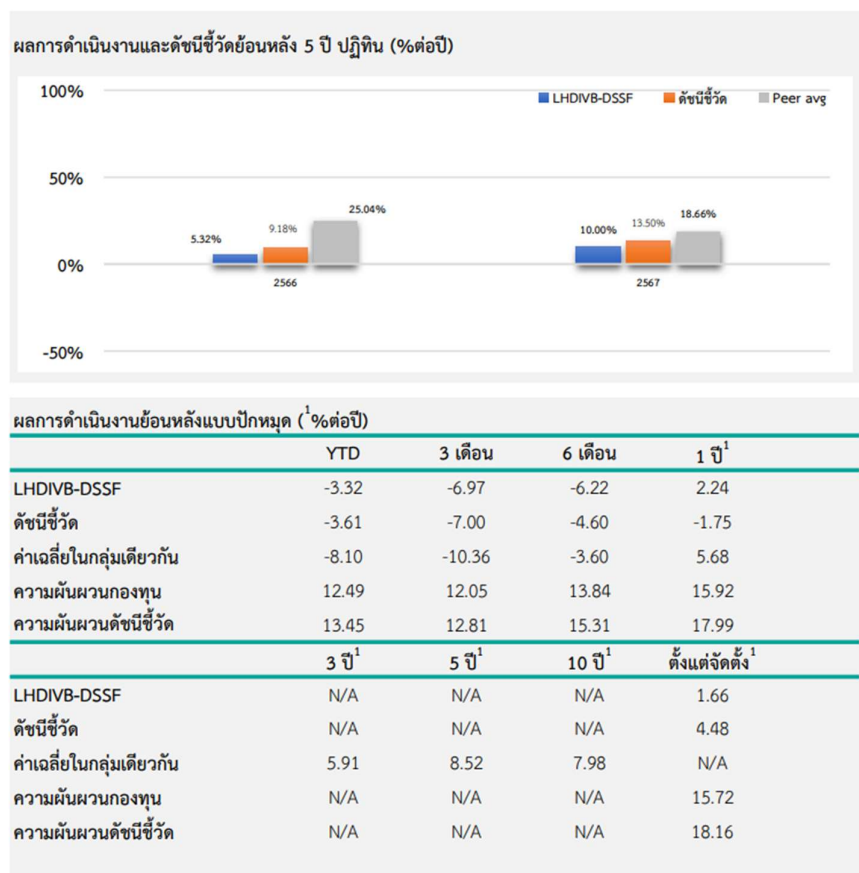 ผลการดำเนินงานและดัชนีชี้วัดย้อนหลัง 5 ปี ปฏิทิน (%ต่อปี)
100%
LHDIVB-DSSF ดัชนีชี้วัด Peer avg
50%
5.32% 9.18% 25.04% 10.00% 13.50% 18.66%
0%
2566 2567
-50%
ผลการดำเนินงานย้อนหลังแบบปักหมุด (1%ต่อปี)
YTD 3 เดือน 6 เดือน 1 ปี1
LHDIVB-DSSF -3.32 -6.97 -6.22 2.24
ดัชนีชี้วัด -3.61 -7.00 -4.60 -1.75
ค่าเฉลี่ยในกลุ่มเดียวกัน -8.10 -10.36 -3.60 5.68
ความผันผวนกองทุน 12.49 12.05 13.84 15.92
ความผันผวนดัชนีชี้วัด 13.45 12.81 15.31 17.99
3 ปี1 5 ปี1 10 ปี1 ตั้งแต่จัดตั้ง1
LHDIVB-DSSF N/A N/A N/A 1.66
ดัชนีชี้วัด N/A N/A N/A 4.48
ค่าเฉลี่ยในกลุ่มเดียวกัน 5.91 8.52 7.98 N/A
ความผันผวนกองทุน N/A N/A N/A 15.72
ความผันผวนดัชนีชี้วัด N/A N/A N/A 18.16